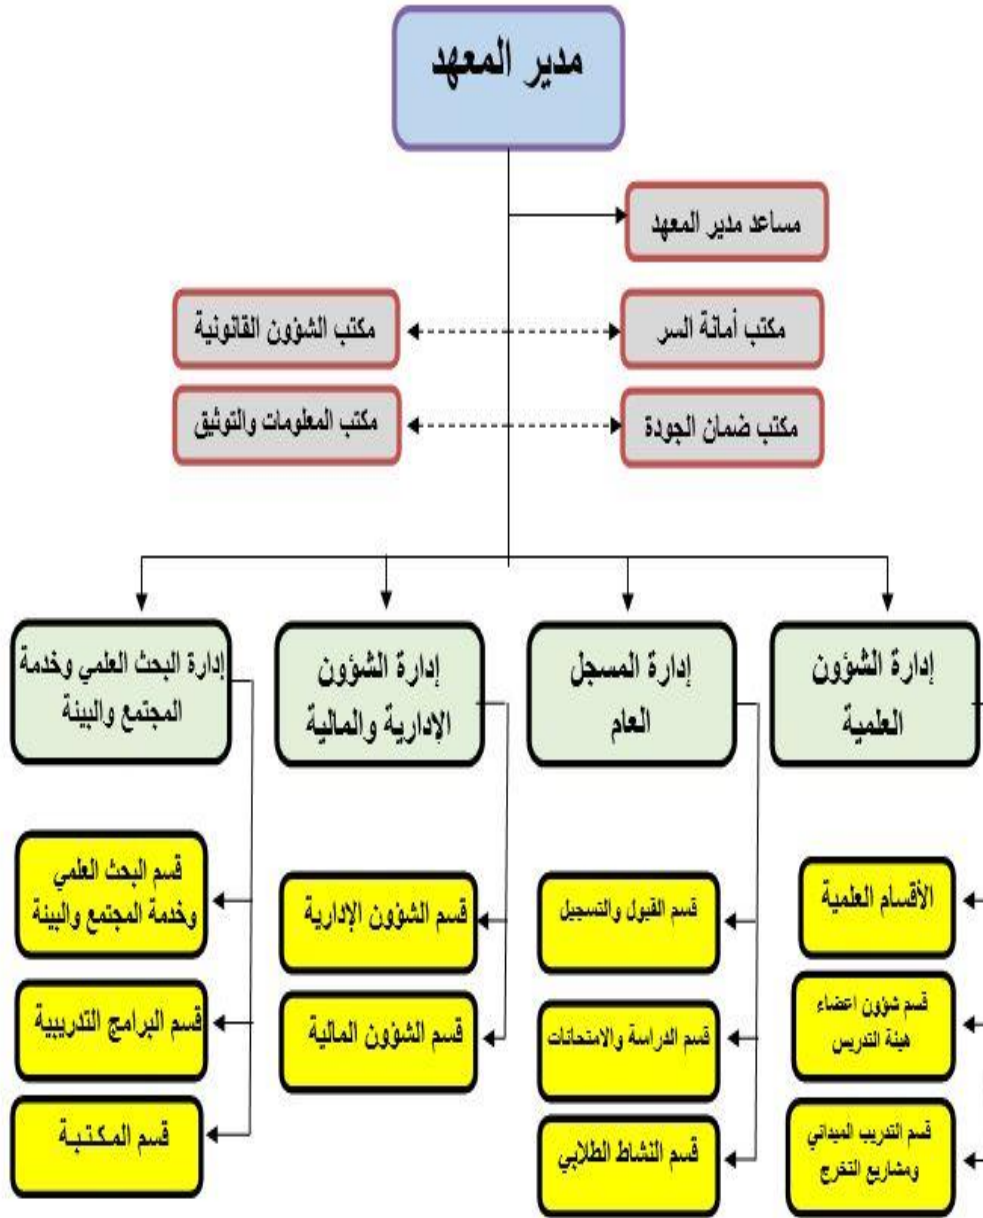 مدير المعهد
مساعد مدير المعهد
مكتب أمانة السر
مكتب الشؤون القانونية
مكتب ضمان الجودة
مكتب المعلومات والتوثيق
إدارة الشؤون
العلمية
إدارة المسجل
العام
إدارة الشؤون
الإدارية والمالية
إدارة البحث العلمي وخدمة
المجتمع والبيئة
الأقسام العلمية
قسم شؤون اعضاء
هيئة التدريس
قسم التدريب الميداني
ومشاريع التخرج
قسم القبول والتسجيل
قسم الدراسة والامتحانات
قسم النشاط الطلابي
قسم الشؤون الإدارية
قسم الشؤون المالية
قسم البحث العلمي
وخدمة المجتمع والبيئة
قسم البرامج التدريبية
قسم المكتبة